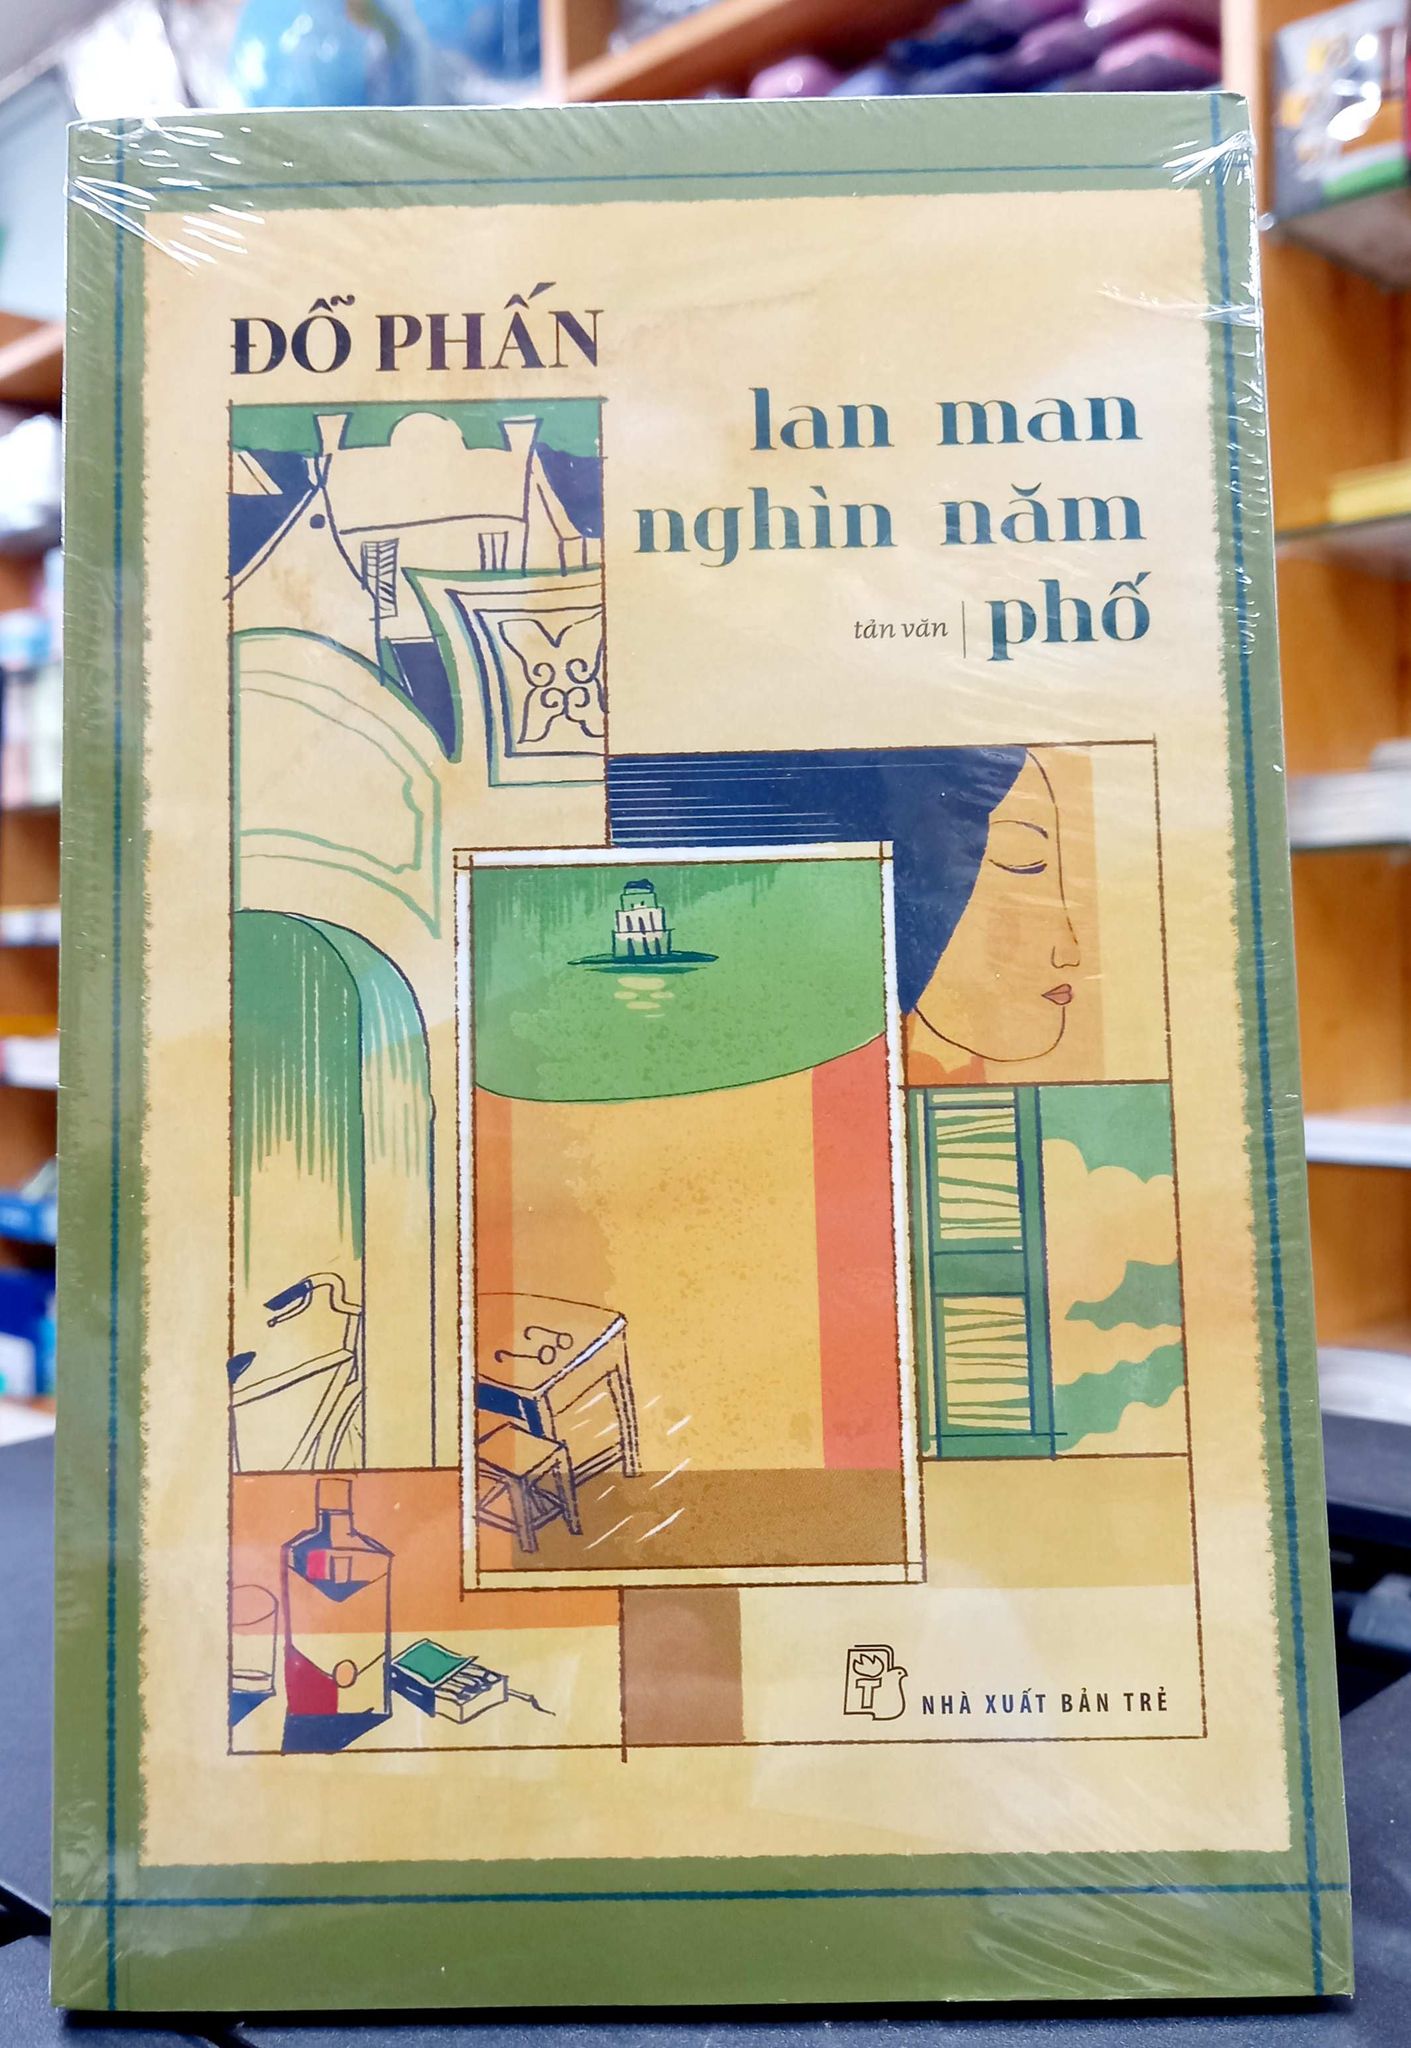 ĐỖ PHẤN
lan man
nghìn năm
tản văn | phố
T
NHÀ XUẤT BẢN TRẺ